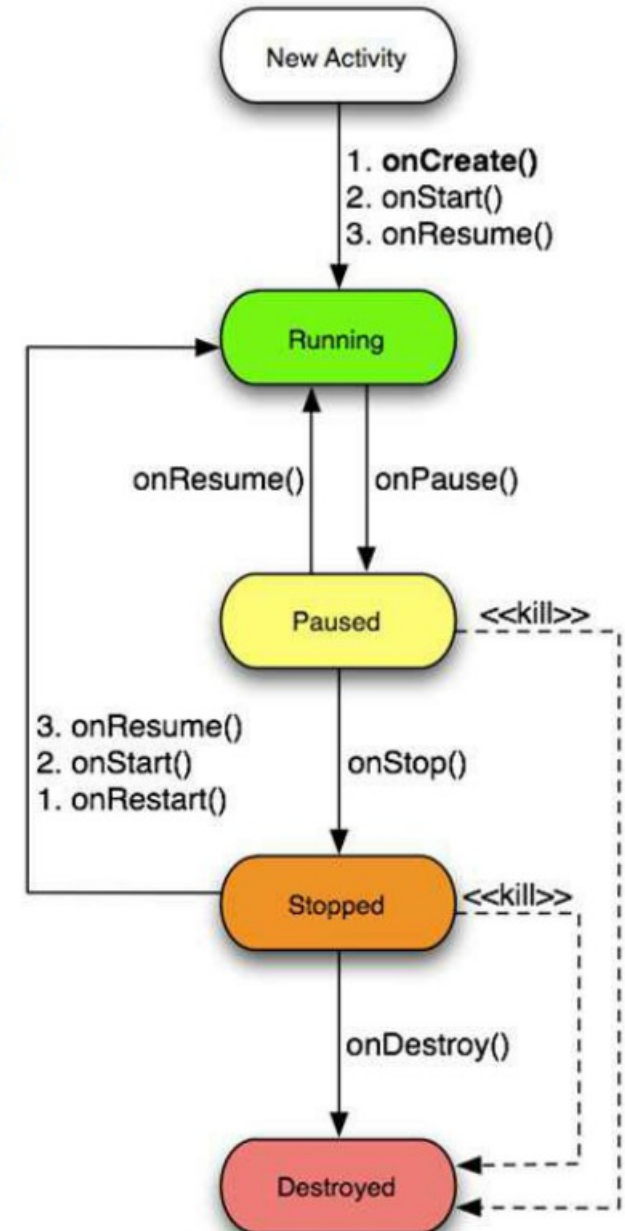 New Activity
1. onCreate()
2. onStart()
3. onResume()
Running
onResume()
onPause()
Paused
<<kill>>
3. onResume()
2. onStart()
1. onRestart()
onStop()
Stopped
<<kill>>
onDestroy()
Destroyed